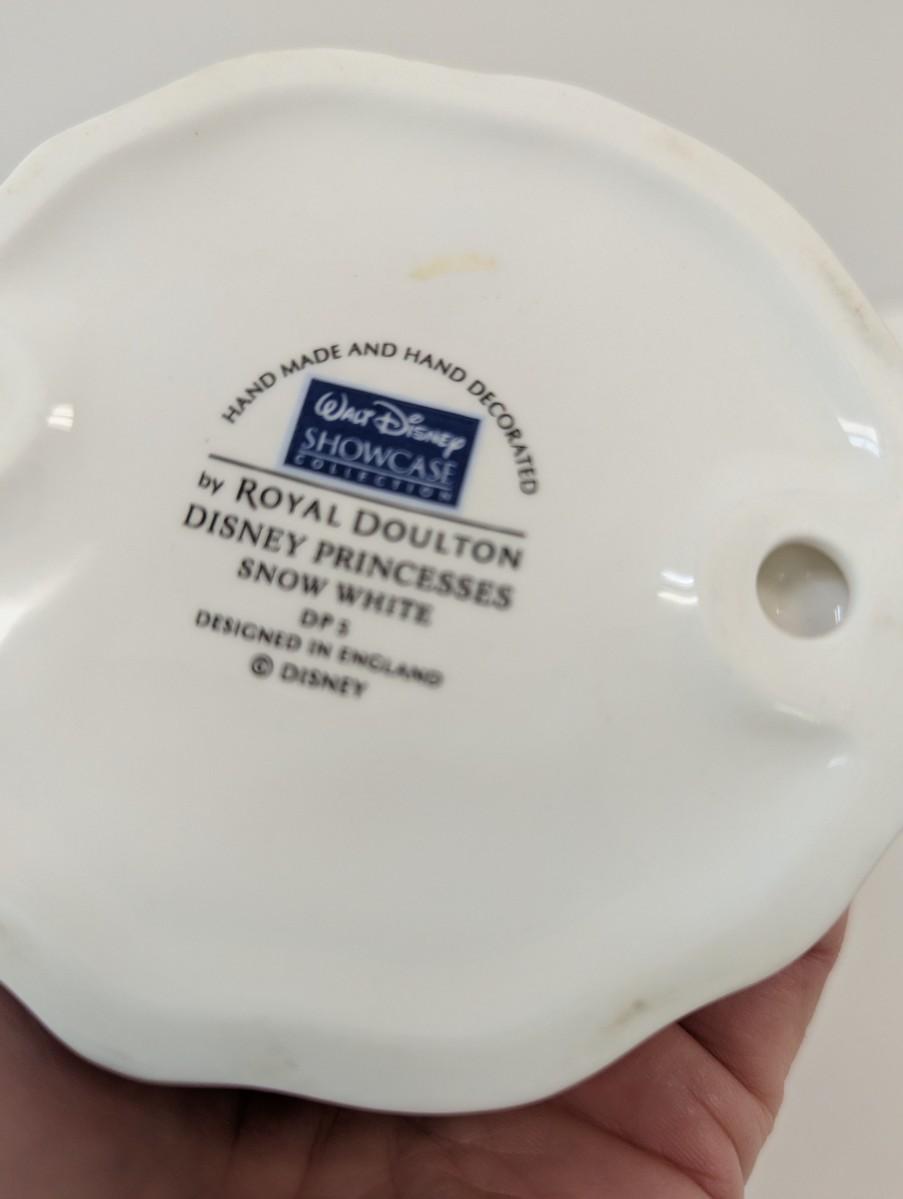 HAND MADE AND HAND DECORATED
WALT DISNEY
SHOWCASE
COLLECTION
by ROYAL DOULTON
DISNEY PRINCESSES
SNOW WHITE
DP 5
DESIGNED IN ENGLAND
© DISNEY